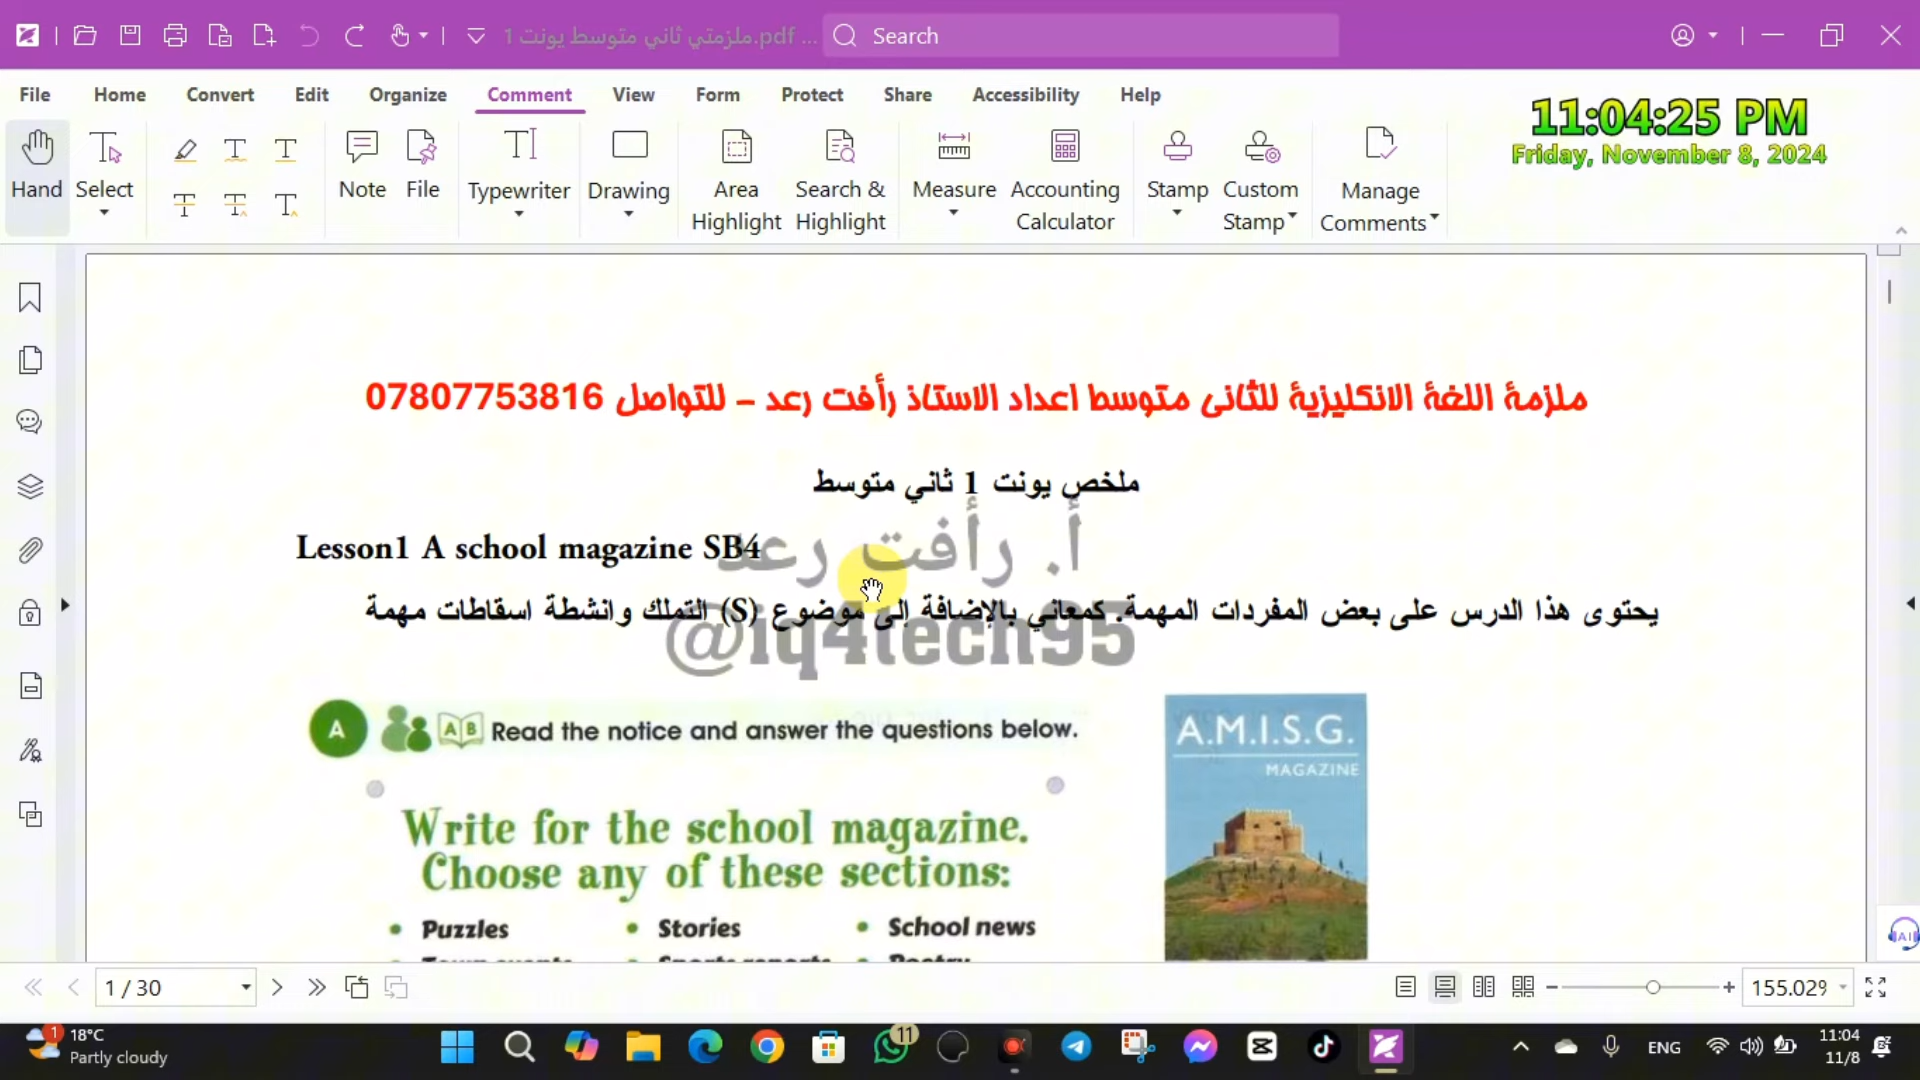 ملزمتي ثاني متوسط يونت 1.pdf ...
Search
File Home Convert Edit Organize Comment View Form Protect Share Accessibility Help
11:04:25 PM
Friday, November 8, 2024
Hand
Select
Note
File
Typewriter
Drawing
Area Highlight
Search & Highlight
Measure
Accounting Calculator
Stamp
Custom Stamp
Manage Comments
ملزمة اللغة الانكليزية للثانى متوسط اعداد الاستاذ رأفت رعد – للتواصل 07807753816
ملخص يونت 1 ثاني متوسط
أ. رأفت رعد
Lesson1 A school magazine SB4
يحتوى هذا الدرس على بعض المفردات المهمة. كمعاني بالإضافة إلى موضوع (S) التملك وانشطة اسقاطات مهمة
@iq4tech95
A AB Read the notice and answer the questions below.
A.M.I.S.G.
MAGAZINE
Write for the school magazine.
Choose any of these sections:
• Puzzles • Stories • School news
AI
1 / 30
155.029
1
18°C
Partly cloudy
11
ENG
11:04
11/8